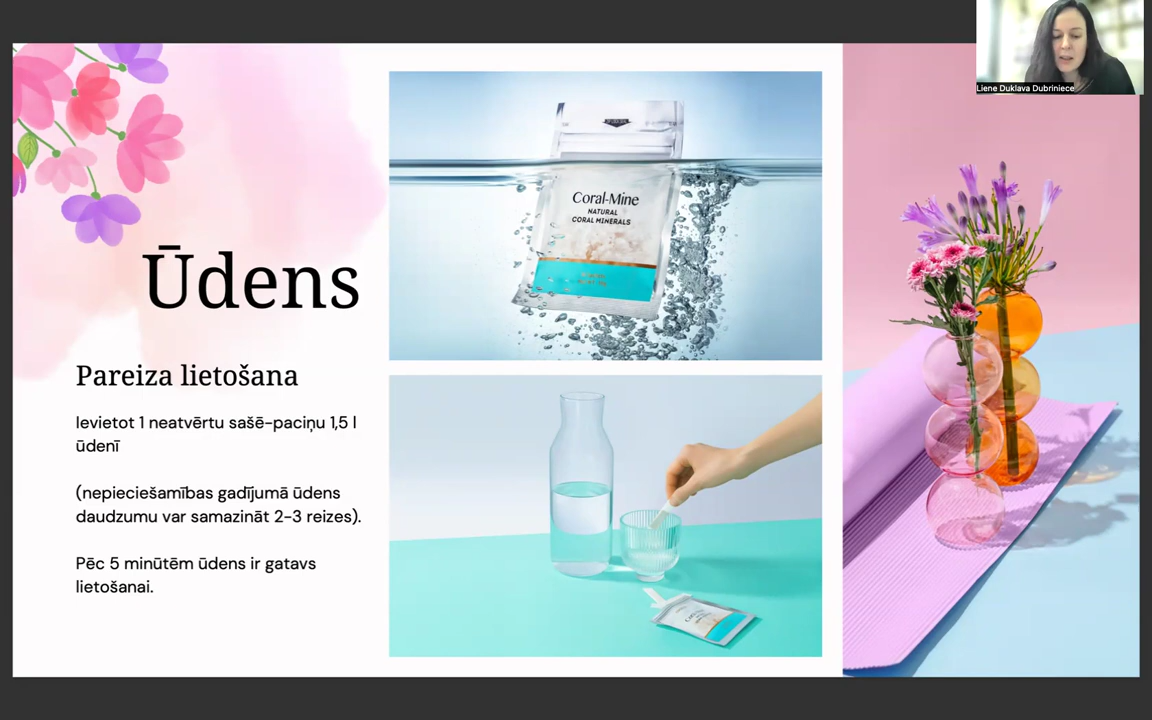 Liene Duklava Dubriniece
Ūdens
Pareiza lietošana
Ievietot 1 neatvērtu sašē-paciņu 1,5 l
ūdenī
(nepieciešamības gadījumā ūdens
daudzumu var samazināt 2-3 reizes).
Pēc 5 minūtēm ūdens ir gatavs
lietošanai.
Coral-Mine
NATURAL
CORAL MINERALS